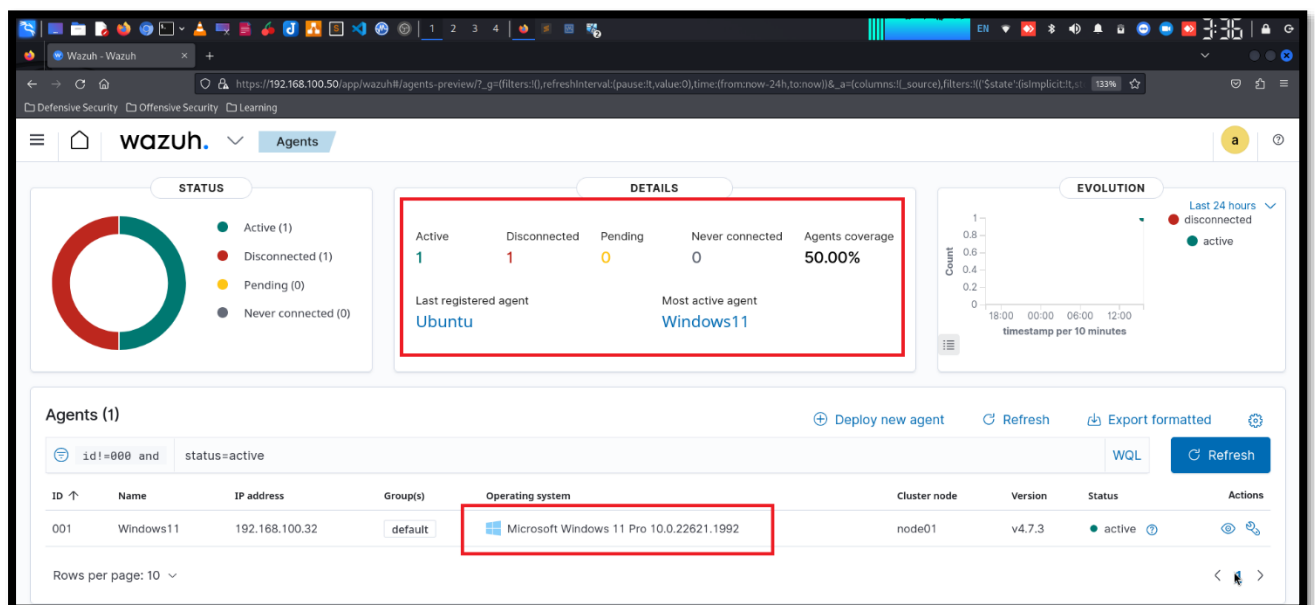 1 2 3 4
EN
3:35
Wazuh - Wazuh
https://192.168.100.50/app/wazuh#/agents-preview/?_g=(filters:!(),refreshInterval:(pause:!t,value:0),time:(from:now-24h,to:now))&_a=(columns:!(_source),filters:!(('$state':(isImplicit:!t,st
133%
Defensive Security Offensive Security Learning
wazuh. Agents
a
STATUS
Active (1)
Disconnected (1)
Pending (0)
Never connected (0)
DETAILS
Active Disconnected Pending Never connected Agents coverage
1 1 0 0 50.00%
Last registered agent Most active agent
Ubuntu Windows11
EVOLUTION
Last 24 hours
disconnected
active
Count
1
0.8
0.6
0.4
0.2
0
18:00 00:00 06:00 12:00
timestamp per 10 minutes
Agents (1)
Deploy new agent Refresh Export formatted
id!=000 and status=active WQL Refresh
ID Name IP address Group(s) Operating system Cluster node Version Status Actions
001 Windows11 192.168.100.32 default Microsoft Windows 11 Pro 10.0.22621.1992 node01 v4.7.3 active
Rows per page: 10